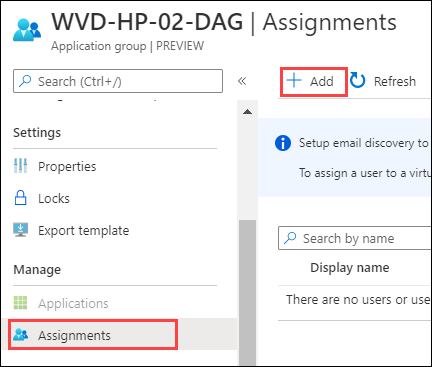 WVD-HP-02-DAG | Assignments
Application group | PREVIEW
Search (Ctrl+/)
«
Settings
Properties
Locks
Export template
Manage
Applications
Assignments
Add
Refresh
Setup email discovery to
To assign a user to a virtu
Search by name
Display name
There are no users or use